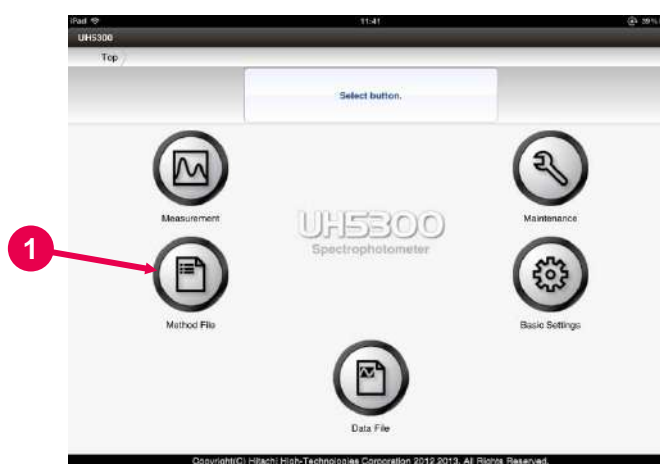 iPad 11:41 39%
UH5300
Top
Select button.
Measurement
Maintenance
UH5300
Spectrophotometer
1
Method File
Basic Settings
Data File
Copyright(C) Hitachi High-Technologies Corporation 2012,2013. All Rights Reserved.